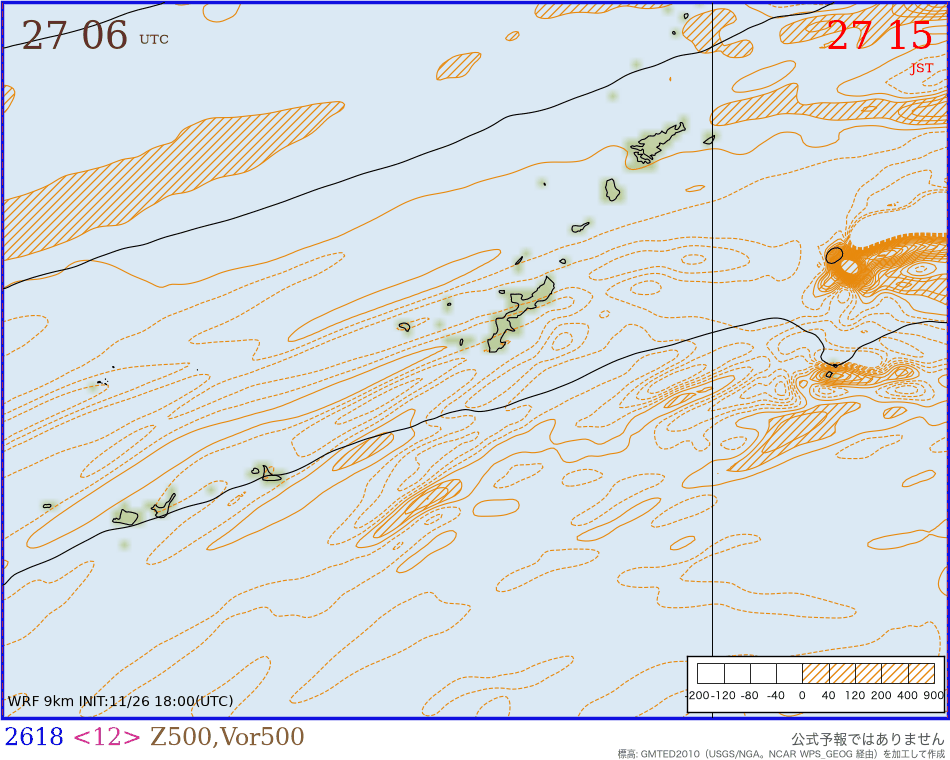 27 06 UTC
27 15
JST
-200 -120 -80 -40 0 40 120 200 400 900
WRF 9km INIT:11/26 18:00(UTC)
2618 <12> Z500,Vor500
公式予報ではありません
標高: GMTED2010（USGS/NGA。NCAR WPS_GEOG 経由）を加工して作成